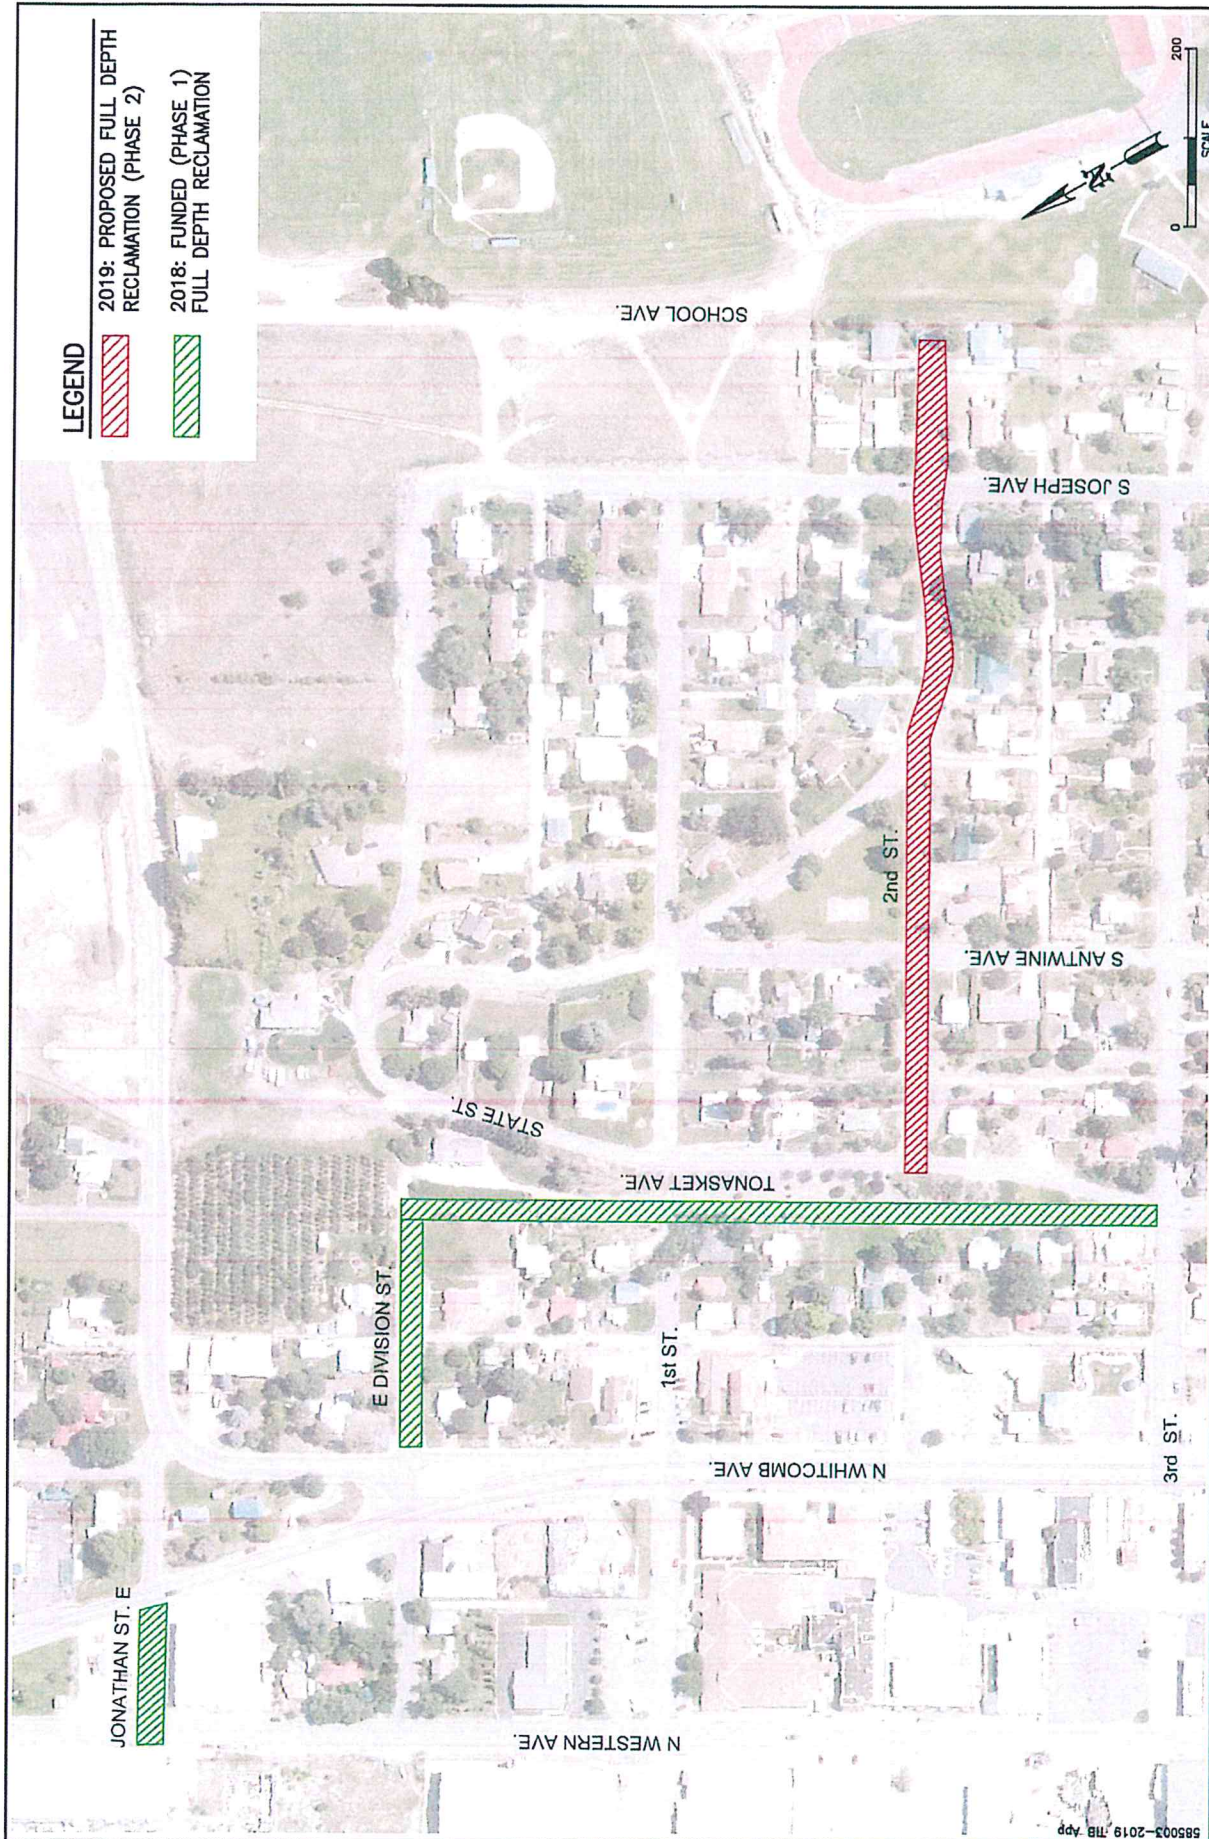 LEGEND
2019: PROPOSED FULL DEPTH
RECLAMATION (PHASE 2)
2018: FUNDED (PHASE 1)
FULL DEPTH RECLAMATION
SCHOOL AVE.
S JOSEPH AVE.
2nd ST.
S ANTWINE AVE.
STATE ST.
TONASKET AVE.
E DIVISION ST.
1st ST.
N WHITCOMB AVE.
3rd ST.
JONATHAN ST. E
N WESTERN AVE.
N
0
200
SCALE
585003-2019 TIB App